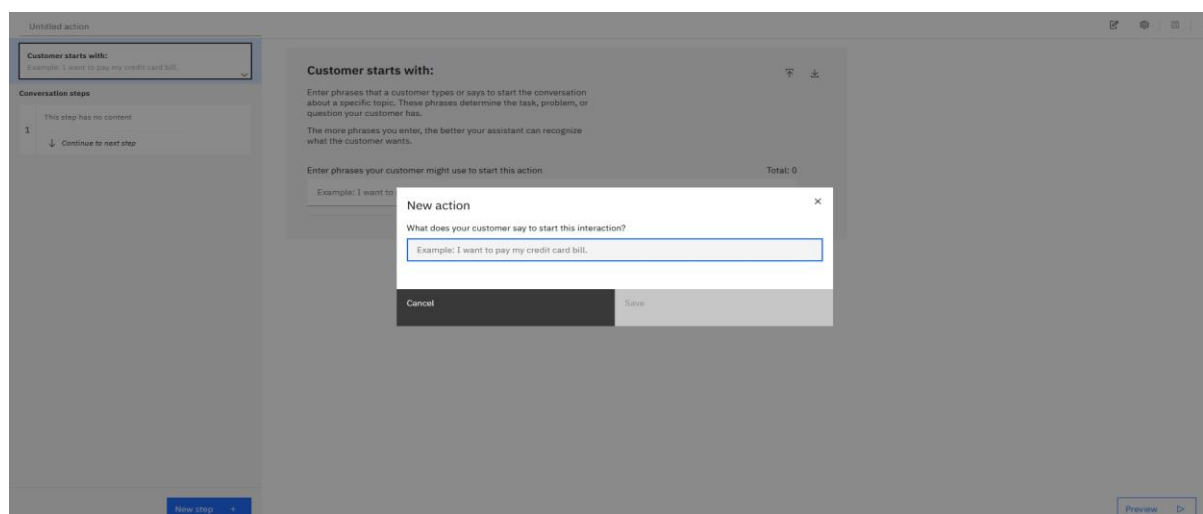 Untitled action
Customer starts with:
Example: I want to pay my credit card bill.
Conversation steps
1
This step has no content
Continue to next step
New step +
Customer starts with:
Enter phrases that a customer types or says to start the conversation
about a specific topic. These phrases determine the task, problem, or
question your customer has.
The more phrases you enter, the better your assistant can recognize
what the customer wants.
Enter phrases your customer might use to start this action
Total: 0
Example: I want to
New action
What does your customer say to start this interaction?
Example: I want to pay my credit card bill.
Cancel
Save
Preview